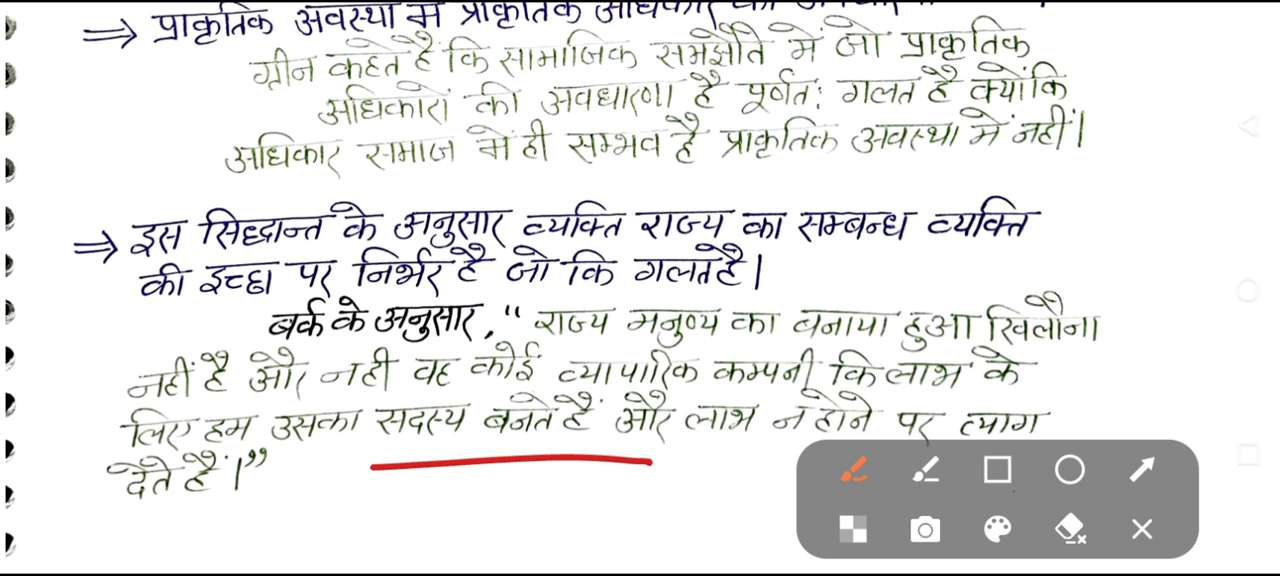 ⇒ प्राकृतिक अवस्था में प्राकृतिक अधिकार
ग्रीन कहते हैं कि सामाजिक समझौते में जो प्राकृतिक
अधिकारों की अवधारणा है पूर्णतः गलत है क्योंकि
अधिकार समाज में ही सम्भव है प्राकृतिक अवस्था में नहीं।
⇒ इस सिद्धान्त के अनुसार व्यक्ति राज्य का सम्बन्ध व्यक्ति
की इच्छा पर निर्भर है जो कि गलत है।
बर्क के अनुसार, “राज्य मनुष्य का बनाया हुआ खिलौना
नहीं है और न ही वह कोई व्यापारिक कम्पनी कि लाभ के
लिए हम उसका सदस्य बनते हैं और लाभ न होने पर त्याग
देते हैं।”